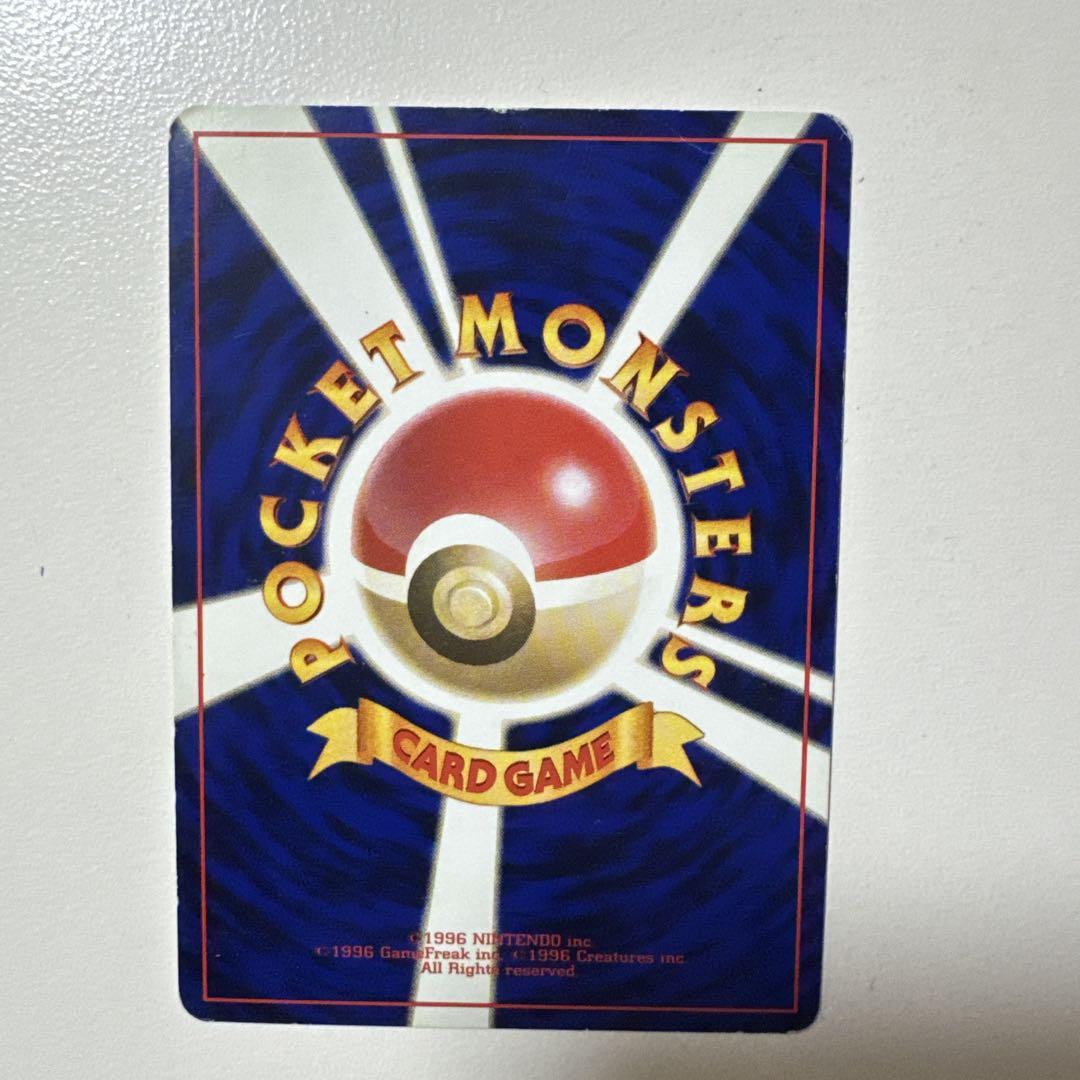 POCKET MONSTERS
CARD GAME
©1996 NINTENDO inc.
©1996 GameFreak inc. ©1996 Creatures inc.
All Rights reserved.